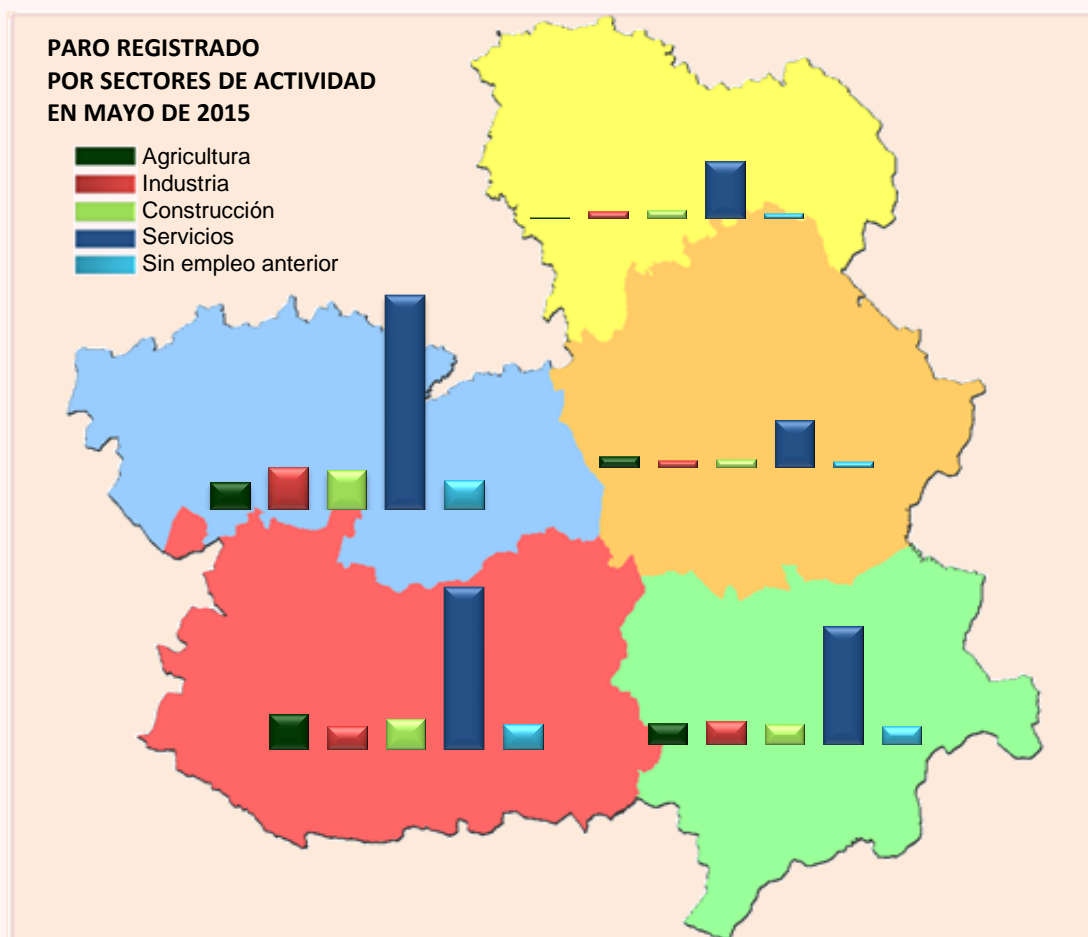 PARO REGISTRADO
POR SECTORES DE ACTIVIDAD
EN MAYO DE 2015
Agricultura
Industria
Construcción
Servicios
Sin empleo anterior